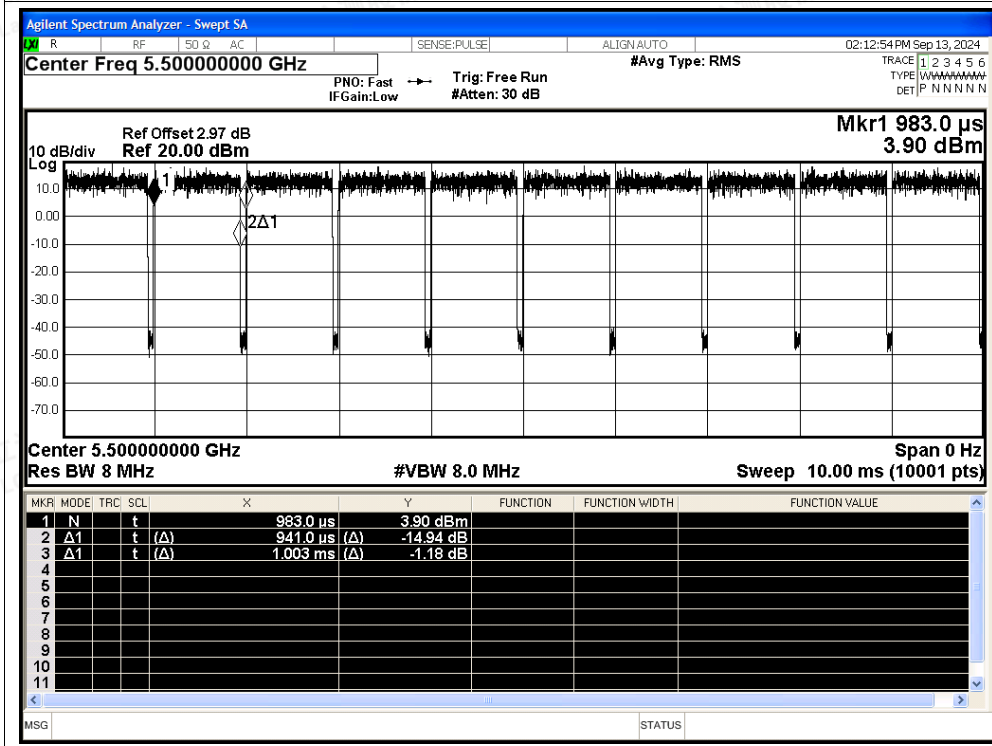 Agilent Spectrum Analyzer - Swept SA
LXI R RF 50 Ω AC SENSE:PULSE ALIGN AUTO 02:12:54 PM Sep 13, 2024
Center Freq 5.500000000 GHz #Avg Type: RMS TRACE 1 2 3 4 5 6
PNO: Fast Trig: Free Run TYPE
IFGain:Low #Atten: 30 dB DET P N N N N N
Mkr1 983.0 µs
Ref Offset 2.97 dB
10 dB/div Ref 20.00 dBm 3.90 dBm
Log
10.0
1
0.00
2Δ1
-10.0
-20.0
-30.0
-40.0
-50.0
-60.0
-70.0
Center 5.500000000 GHz Span 0 Hz
Res BW 8 MHz #VBW 8.0 MHz Sweep 10.00 ms (10001 pts)
MKR MODE TRC SCL X Y FUNCTION FUNCTION WIDTH FUNCTION VALUE
1 N t 983.0 µs 3.90 dBm
2 Δ1 t (Δ) 941.0 µs (Δ) -14.94 dB
3 Δ1 t (Δ) 1.003 ms (Δ) -1.18 dB
4
5
6
7
8
9
10
11
MSG STATUS